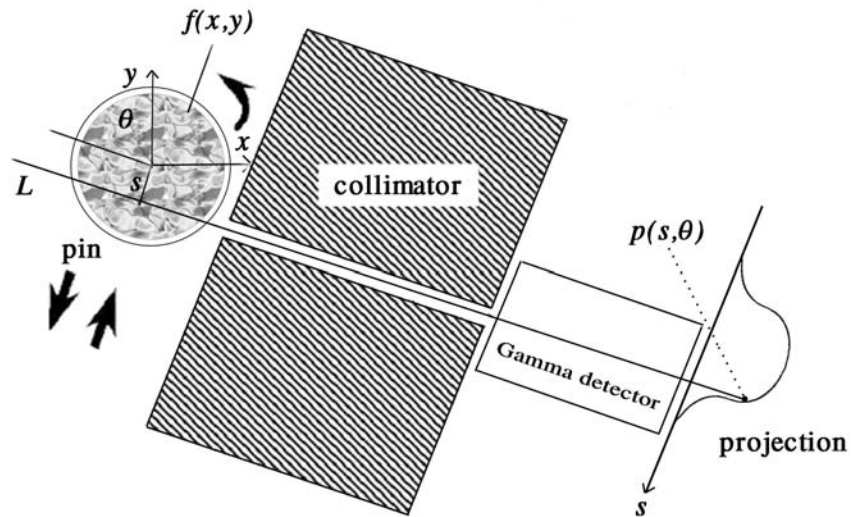 f(x,y)
y
θ
x
s
L
collimator
pin
p(s,θ)
Gamma detector
projection
s